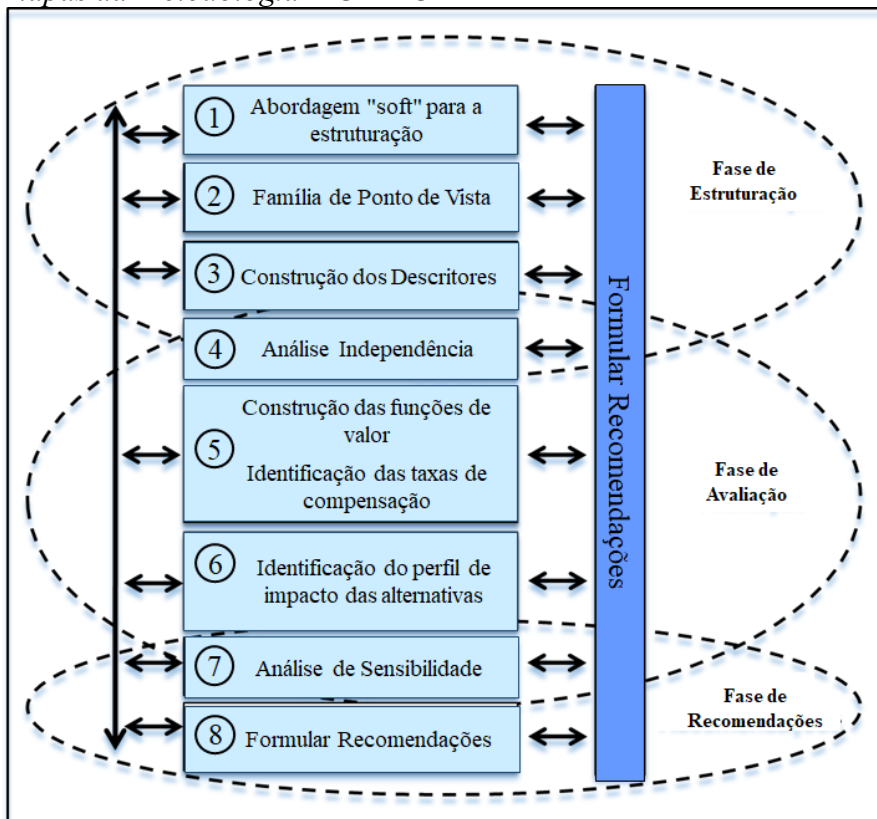 1
Abordagem "soft" para a
estruturação
2
Família de Ponto de Vista
3
Construção dos Descritores
4
Análise Independência
5
Construção das funções de
valor
Identificação das taxas de
compensação
6
Identificação do perfil de
impacto das alternativas
7
Análise de Sensibilidade
8
Formular Recomendações
Formular Recomendações
Fase de
Estruturação
Fase de
Avaliação
Fase de
Recomendações